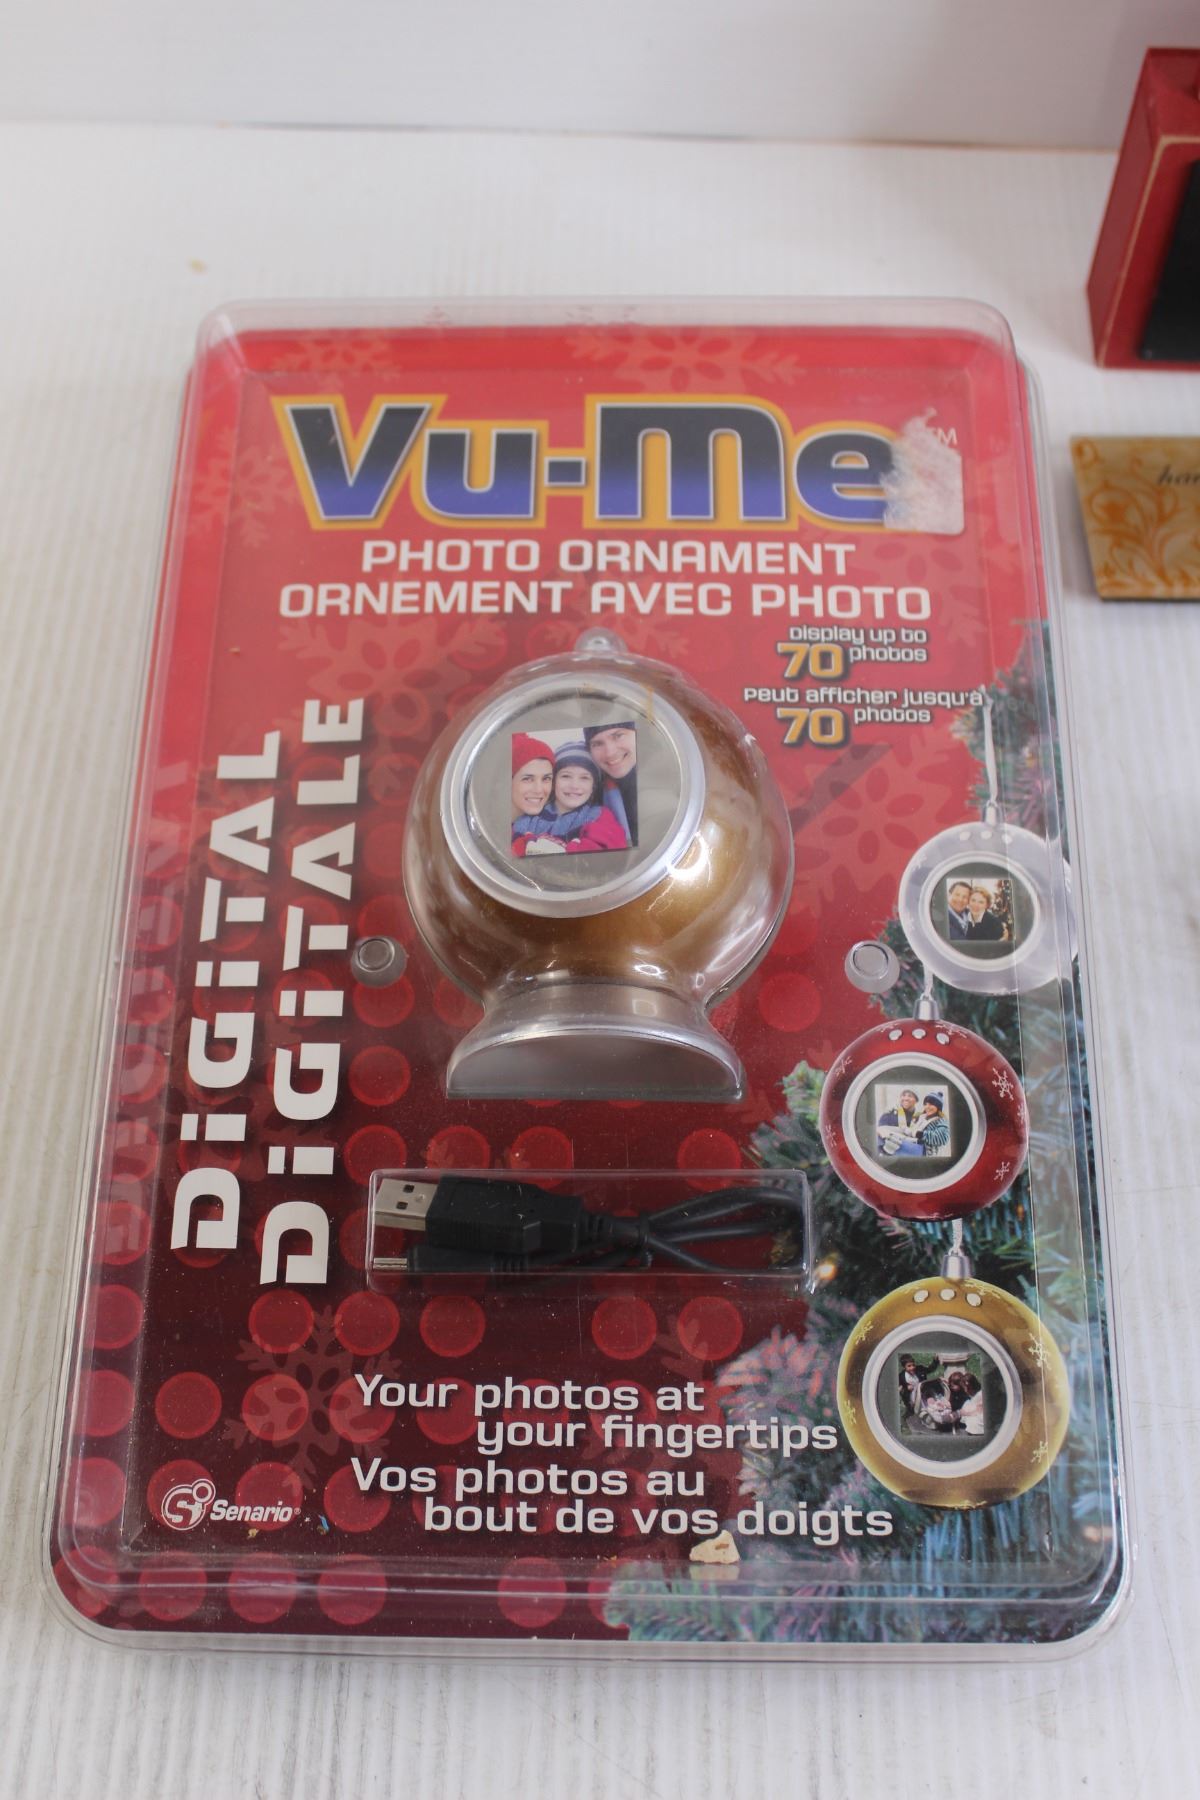 Vu-Me
TM
PHOTO ORNAMENT
ORNEMENT AVEC PHOTO
Display up to
70 photos
Peut afficher jusqu'à
70 photos
DiGiTAL
DiGiTALE
Your photos at
your fingertips
Vos photos au
bout de vos doigts
Senario®